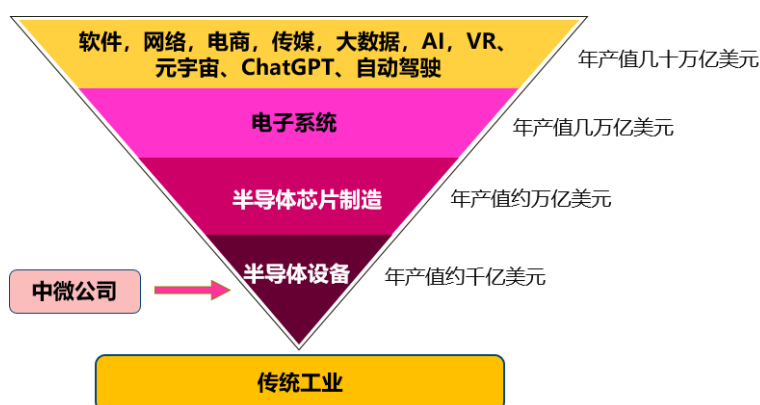 软件，网络，电商，传媒，大数据，AI，VR、
元宇宙、ChatGPT、自动驾驶
年产值几十万亿美元
电子系统
年产值几万亿美元
半导体芯片制造
年产值约万亿美元
半导体设备
年产值约千亿美元
中微公司
传统工业